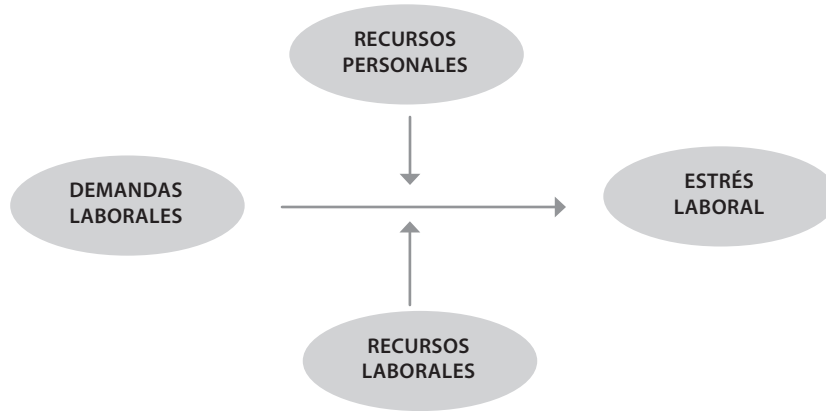 RECURSOS
PERSONALES
DEMANDAS
LABORALES
ESTRÉS
LABORAL
RECURSOS
LABORALES